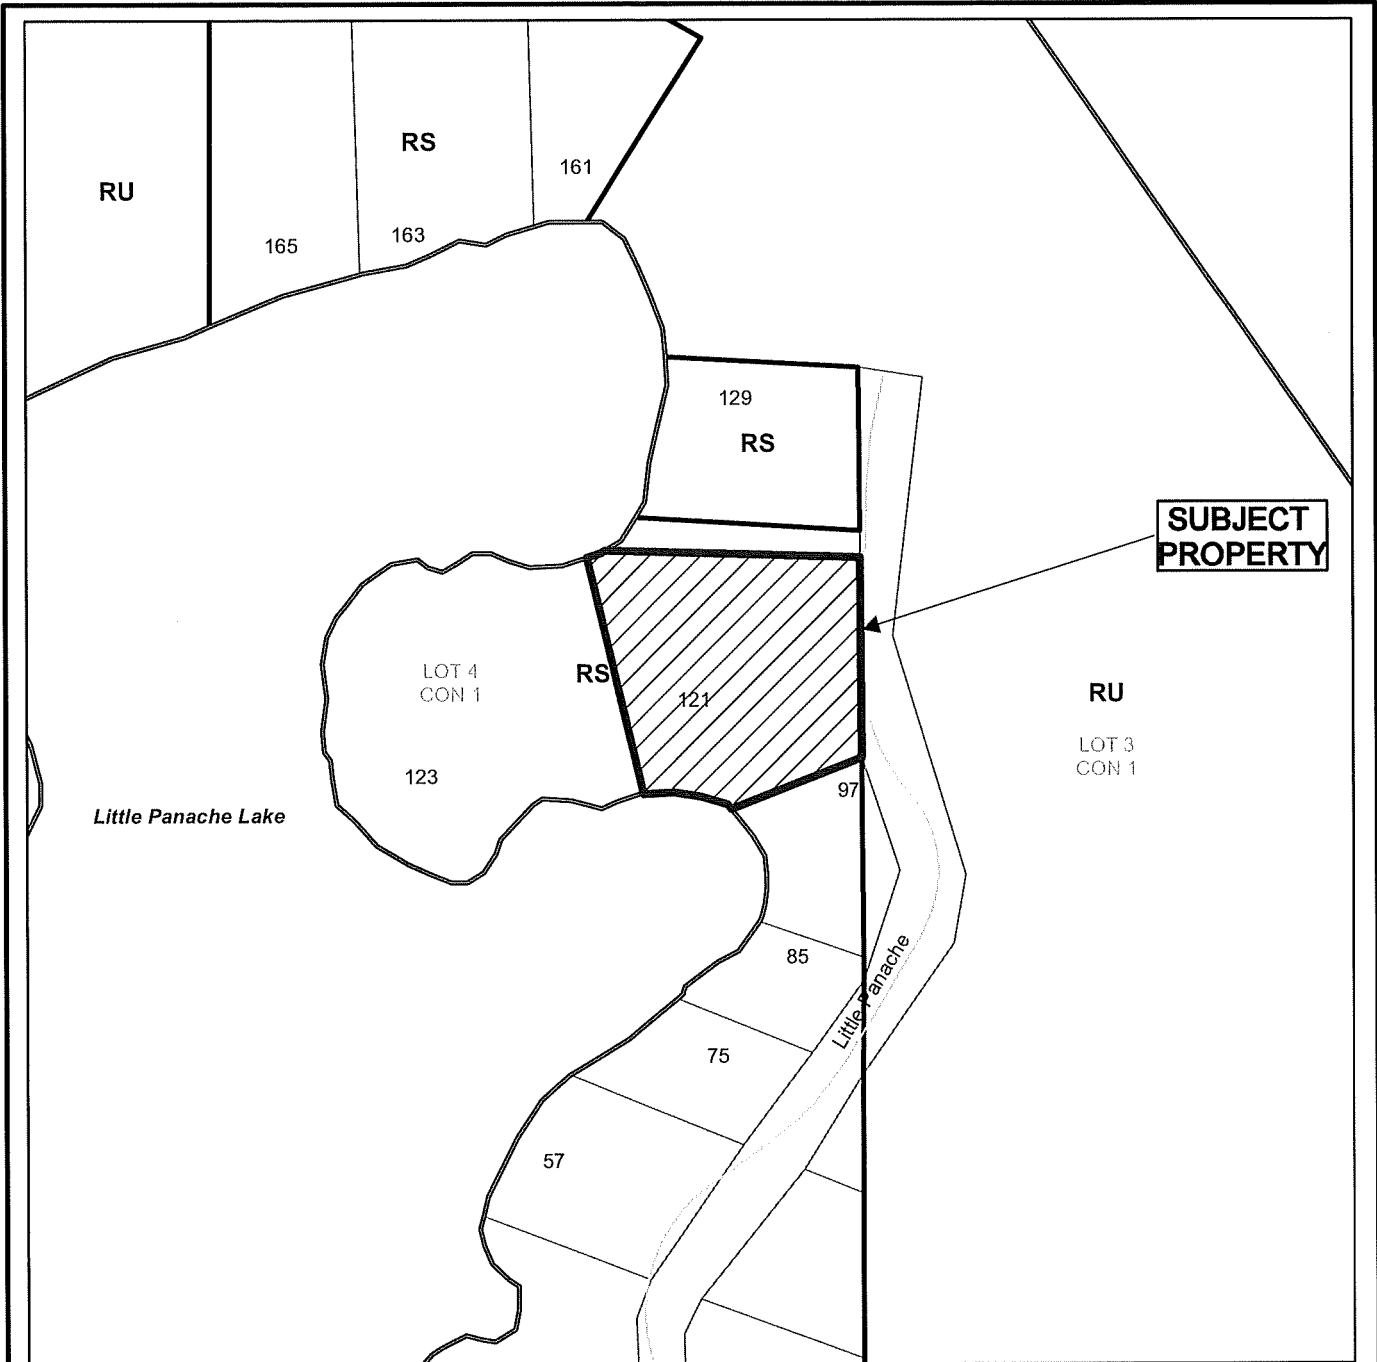 RS
161
RU
163
165
129
RS
SUBJECT
PROPERTY
LOT 4
CON 1
RS
121
RU
LOT 3
CON 1
123
97
Little Panache Lake
85
Little Panache
75
57